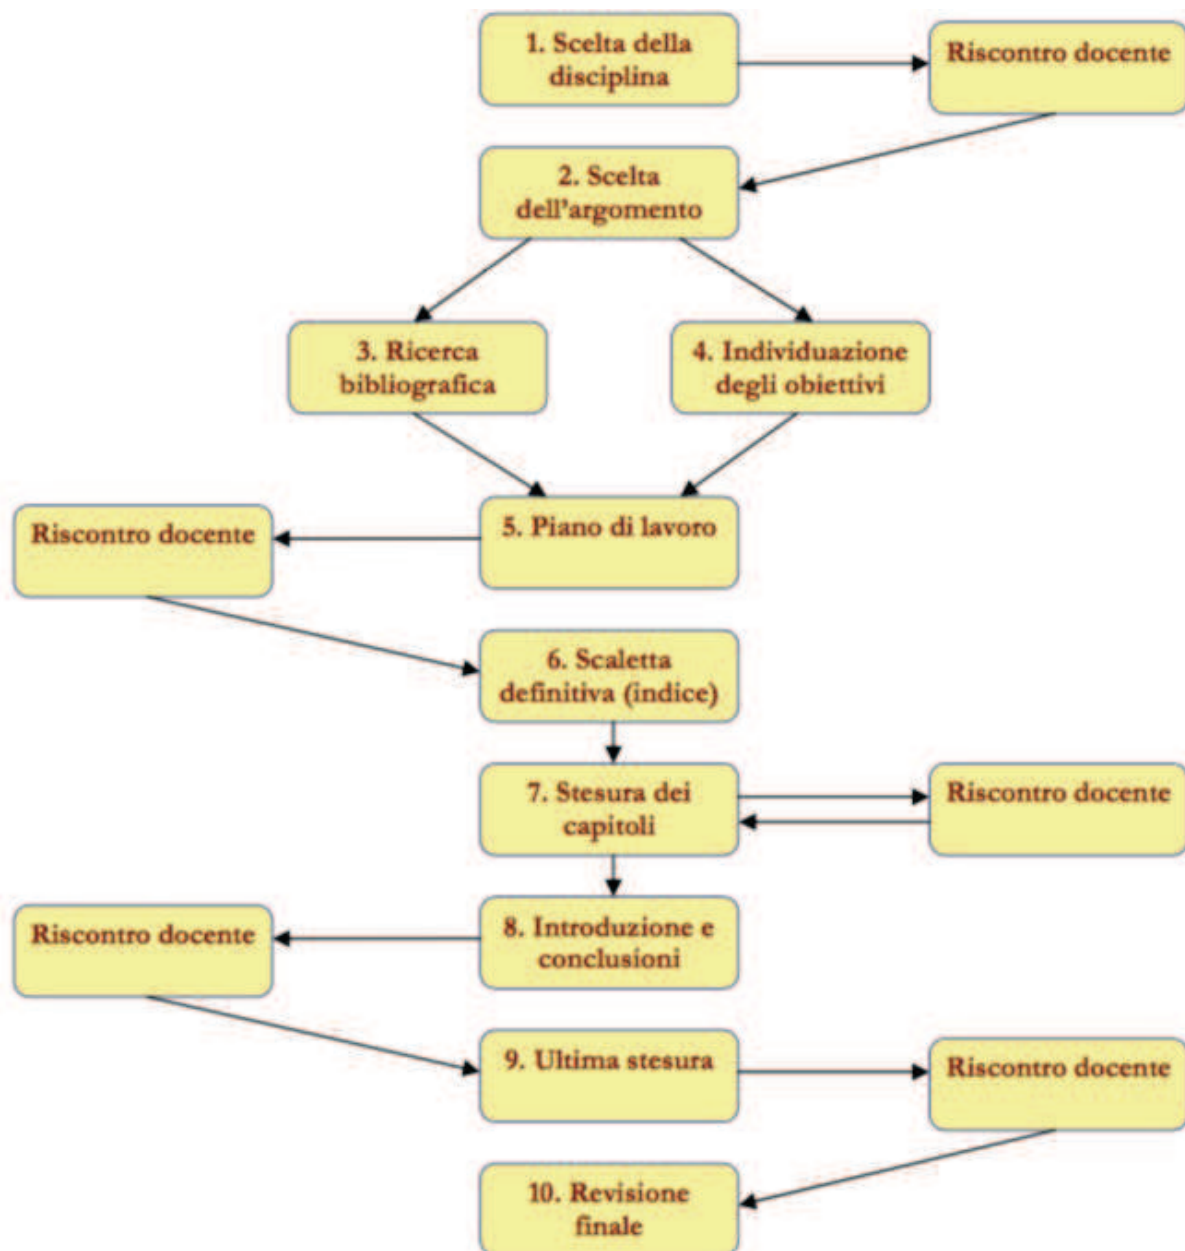 1. Scelta della
disciplina
Riscontro docente
2. Scelta
dell'argomento
3. Ricerca
bibliografica
4. Individuazione
degli obiettivi
Riscontro docente
5. Piano di lavoro
6. Scaletta
definitiva (indice)
7. Stesura dei
capitoli
Riscontro docente
Riscontro docente
8. Introduzione e
conclusioni
9. Ultima stesura
Riscontro docente
10. Revisione
finale